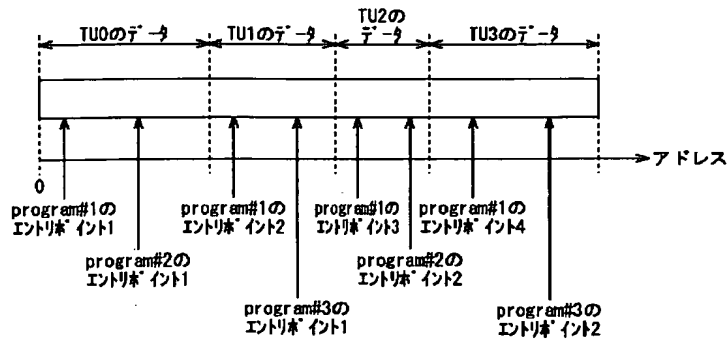 TU0のデータ
TU1のデータ
TU2の
データ
TU3のデータ
アドレス
0
program#1の
エントリポイント1
program#1の
エントリポイント2
program#1の
エントリポイント3
program#1の
エントリポイント4
program#2の
エントリポイント1
program#2の
エントリポイント2
program#3の
エントリポイント1
program#3の
エントリポイント2